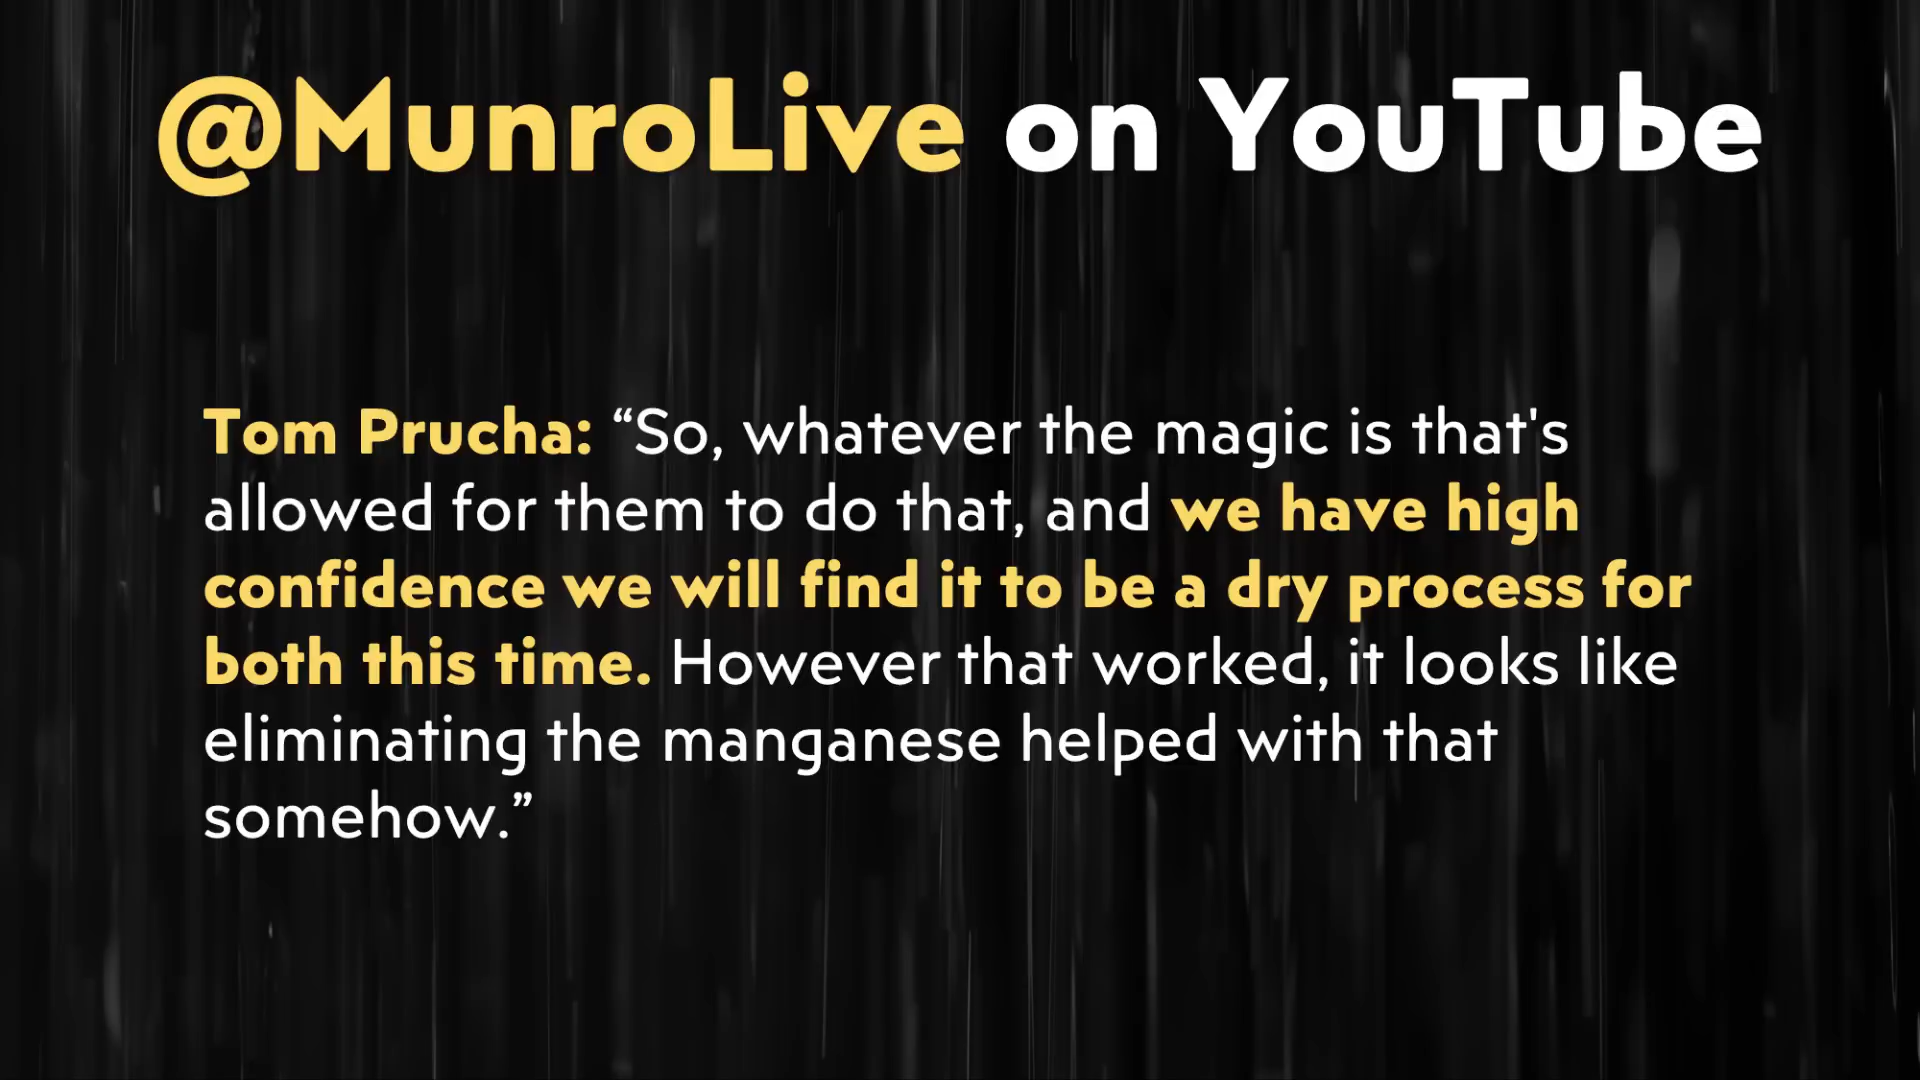 @MunroLive on YouTube
Tom Prucha: “So, whatever the magic is that's
allowed for them to do that, and we have high
confidence we will find it to be a dry process for
both this time. However that worked, it looks like
eliminating the manganese helped with that
somehow.”